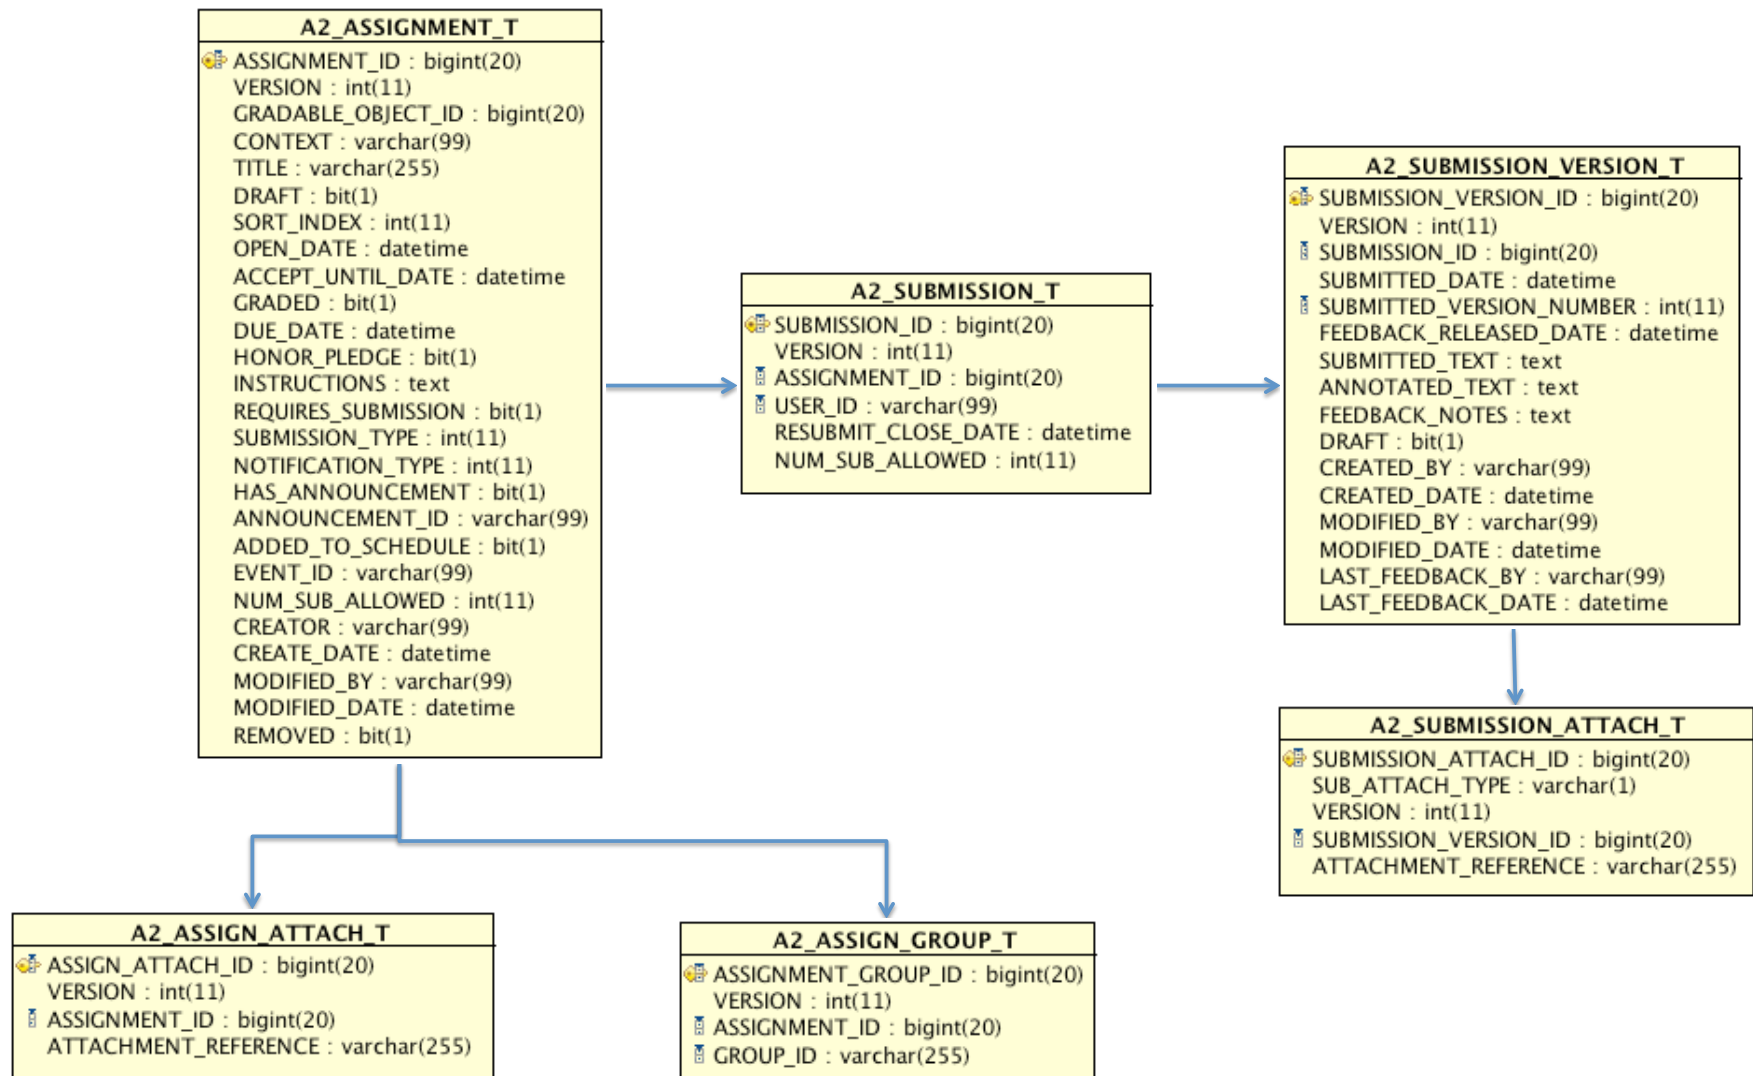 A2_ASSIGNMENT_T
ASSIGNMENT_ID : bigint(20)
VERSION : int(11)
GRADABLE_OBJECT_ID : bigint(20)
CONTEXT : varchar(99)
TITLE : varchar(255)
DRAFT : bit(1)
SORT_INDEX : int(11)
OPEN_DATE : datetime
ACCEPT_UNTIL_DATE : datetime
GRADED : bit(1)
DUE_DATE : datetime
HONOR_PLEDGE : bit(1)
INSTRUCTIONS : text
REQUIRES_SUBMISSION : bit(1)
SUBMISSION_TYPE : int(11)
NOTIFICATION_TYPE : int(11)
HAS_ANNOUNCEMENT : bit(1)
ANNOUNCEMENT_ID : varchar(99)
ADDED_TO_SCHEDULE : bit(1)
EVENT_ID : varchar(99)
NUM_SUB_ALLOWED : int(11)
CREATOR : varchar(99)
CREATE_DATE : datetime
MODIFIED_BY : varchar(99)
MODIFIED_DATE : datetime
REMOVED : bit(1)
A2_SUBMISSION_T
SUBMISSION_ID : bigint(20)
VERSION : int(11)
ASSIGNMENT_ID : bigint(20)
USER_ID : varchar(99)
RESUBMIT_CLOSE_DATE : datetime
NUM_SUB_ALLOWED : int(11)
A2_SUBMISSION_VERSION_T
SUBMISSION_VERSION_ID : bigint(20)
VERSION : int(11)
SUBMISSION_ID : bigint(20)
SUBMITTED_DATE : datetime
SUBMITTED_VERSION_NUMBER : int(11)
FEEDBACK_RELEASED_DATE : datetime
SUBMITTED_TEXT : text
ANNOTATED_TEXT : text
FEEDBACK_NOTES : text
DRAFT : bit(1)
CREATED_BY : varchar(99)
CREATED_DATE : datetime
MODIFIED_BY : varchar(99)
MODIFIED_DATE : datetime
LAST_FEEDBACK_BY : varchar(99)
LAST_FEEDBACK_DATE : datetime
A2_SUBMISSION_ATTACH_T
SUBMISSION_ATTACH_ID : bigint(20)
SUB_ATTACH_TYPE : varchar(1)
VERSION : int(11)
SUBMISSION_VERSION_ID : bigint(20)
ATTACHMENT_REFERENCE : varchar(255)
A2_ASSIGN_ATTACH_T
ASSIGN_ATTACH_ID : bigint(20)
VERSION : int(11)
ASSIGNMENT_ID : bigint(20)
ATTACHMENT_REFERENCE : varchar(255)
A2_ASSIGN_GROUP_T
ASSIGNMENT_GROUP_ID : bigint(20)
VERSION : int(11)
ASSIGNMENT_ID : bigint(20)
GROUP_ID : varchar(255)